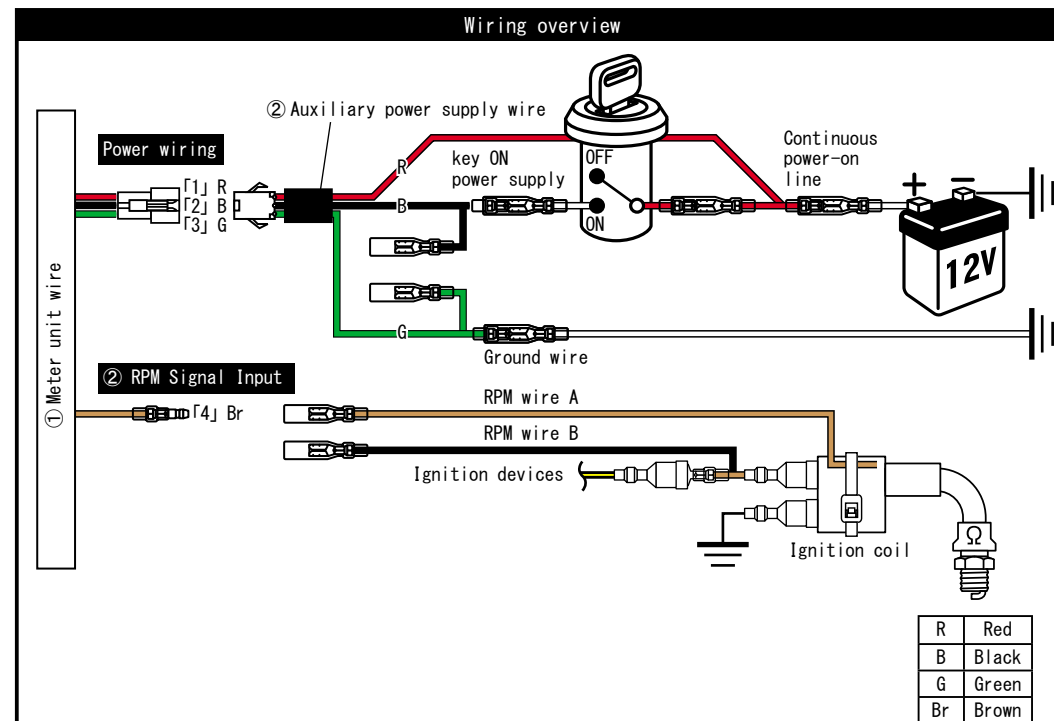 Wiring overview
② Auxiliary power supply wire
Power wiring
「1」 R
「2」 B
「3」 G
R
B
G
key ON
power supply
OFF
ON
Continuous
power-on
line
+
−
12V
Ground wire
① Meter unit wire
② RPM Signal Input
「4」 Br
RPM wire A
RPM wire B
Ignition devices
Ignition coil
Ω
R Red
B Black
G Green
Br Brown